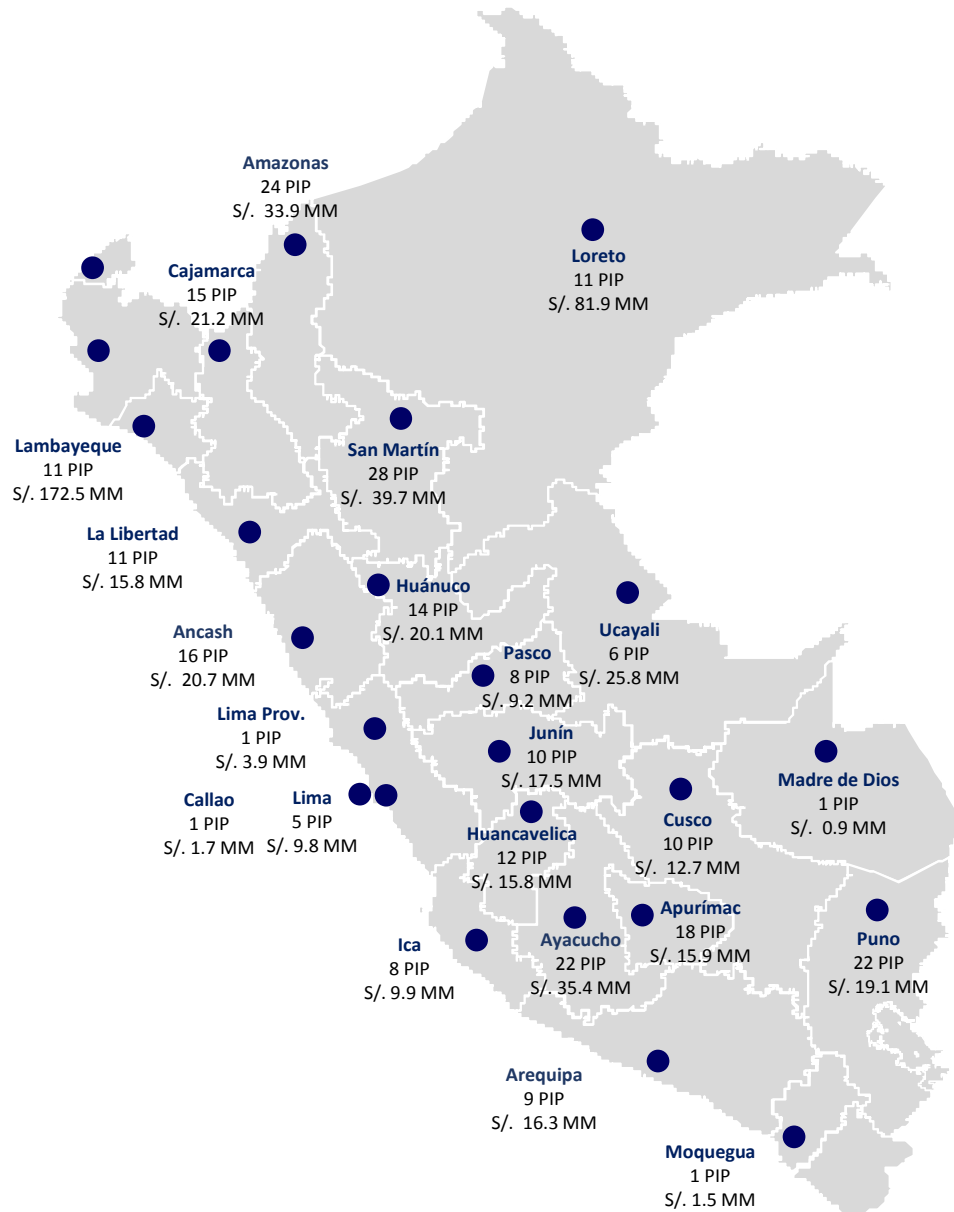 Amazonas
24 PIP
S/. 33.9 MM
Loreto
11 PIP
S/. 81.9 MM
Cajamarca
15 PIP
S/. 21.2 MM
Lambayeque
11 PIP
S/. 172.5 MM
San Martín
28 PIP
S/. 39.7 MM
La Libertad
11 PIP
S/. 15.8 MM
Huánuco
14 PIP
S/. 20.1 MM
Ancash
16 PIP
S/. 20.7 MM
Ucayali
6 PIP
S/. 25.8 MM
Pasco
8 PIP
S/. 9.2 MM
Lima Prov.
1 PIP
S/. 3.9 MM
Junín
10 PIP
S/. 17.5 MM
Madre de Dios
1 PIP
S/. 0.9 MM
Callao
1 PIP
S/. 1.7 MM
Lima
5 PIP
S/. 9.8 MM
Huancavelica
12 PIP
S/. 15.8 MM
Cusco
10 PIP
S/. 12.7 MM
Apurímac
18 PIP
S/. 15.9 MM
Ica
8 PIP
S/. 9.9 MM
Ayacucho
22 PIP
S/. 35.4 MM
Puno
22 PIP
S/. 19.1 MM
Arequipa
9 PIP
S/. 16.3 MM
Moquegua
1 PIP
S/. 1.5 MM